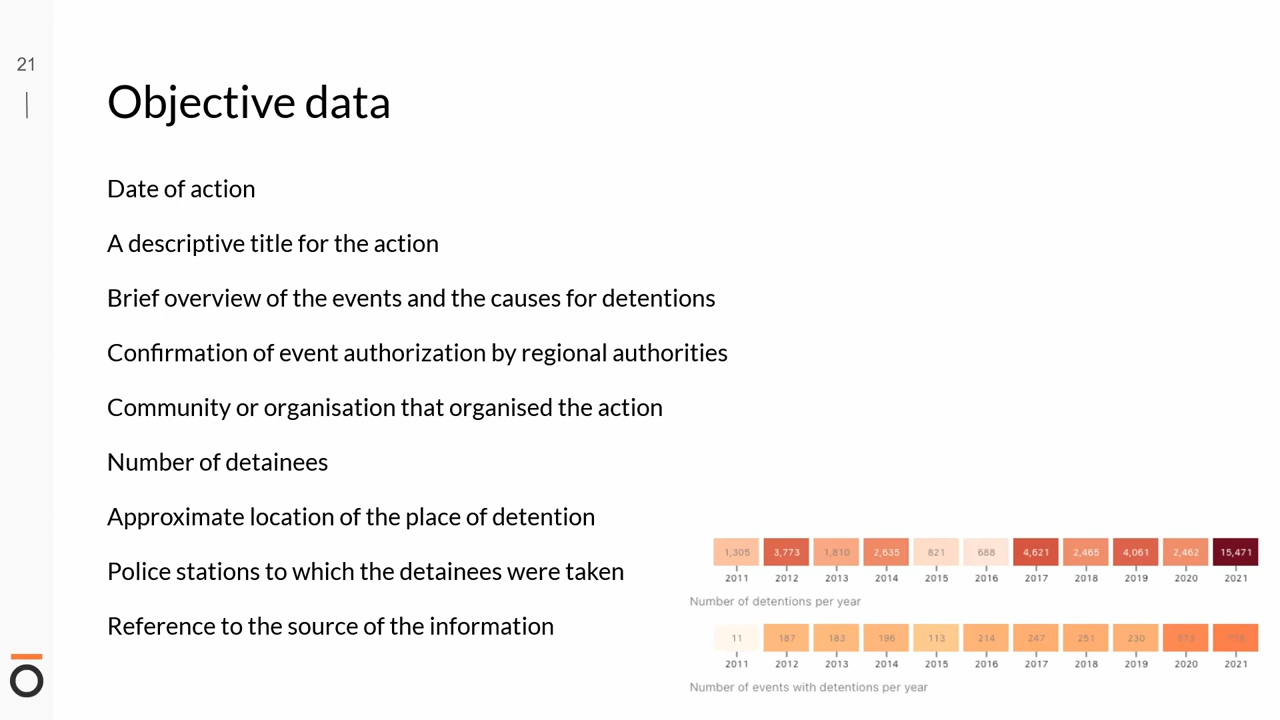 21
Objective data
Date of action
A descriptive title for the action
Brief overview of the events and the causes for detentions
Confirmation of event authorization by regional authorities
Community or organisation that organised the action
Number of detainees
Approximate location of the place of detention
Police stations to which the detainees were taken
Reference to the source of the information
1,305 3,773 1,810 2,635 821 688 4,621 2,465 4,061 2,462 15,471
2011 2012 2013 2014 2015 2016 2017 2018 2019 2020 2021
Number of detentions per year
11 187 183 196 113 214 247 251 230
2011 2012 2013 2014 2015 2016 2017 2018 2019 2020 2021
Number of events with detentions per year